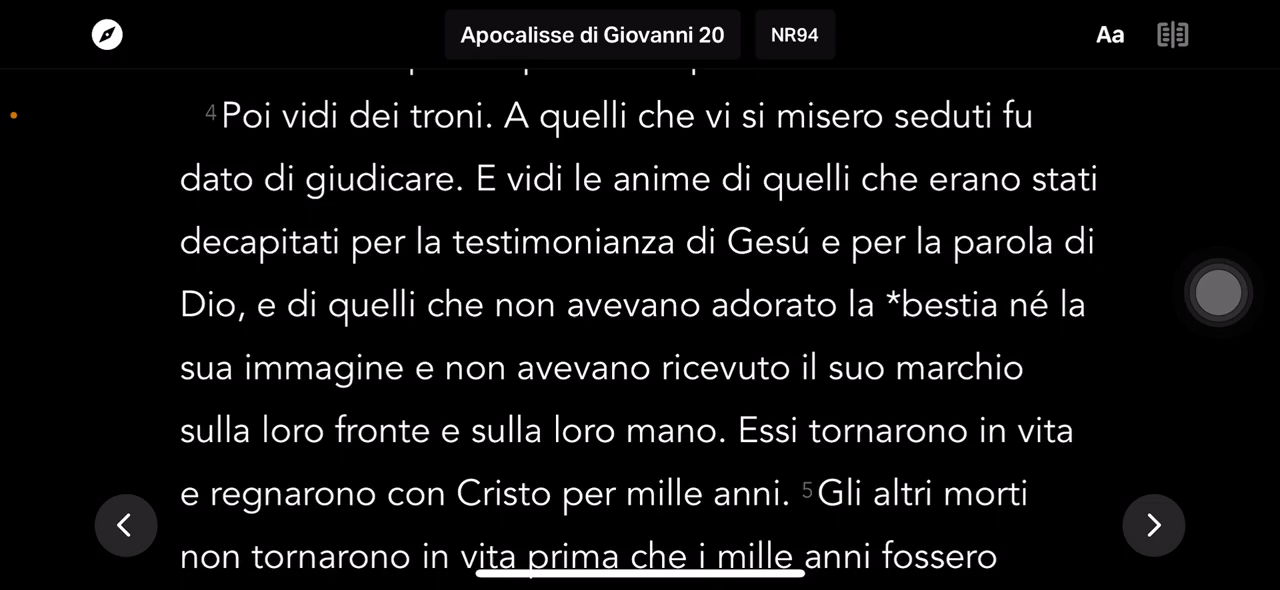 Apocalisse di Giovanni 20 NR94 Aa
4 Poi vidi dei troni. A quelli che vi si misero seduti fu
dato di giudicare. E vidi le anime di quelli che erano stati
decapitati per la testimonianza di Gesú e per la parola di
Dio, e di quelli che non avevano adorato la *bestia né la
sua immagine e non avevano ricevuto il suo marchio
sulla loro fronte e sulla loro mano. Essi tornarono in vita
e regnarono con Cristo per mille anni. 5 Gli altri morti
non tornarono in vita prima che i mille anni fossero